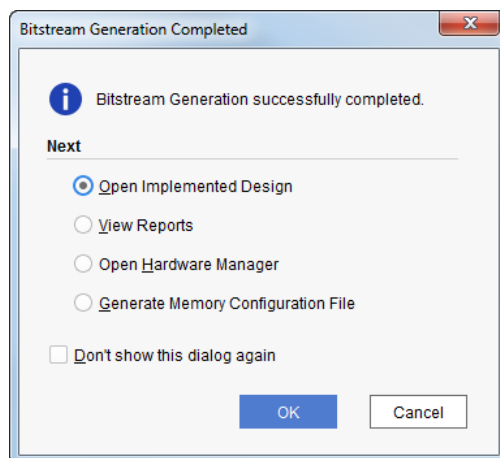 Bitstream Generation Completed
Bitstream Generation successfully completed.
Next
Open Implemented Design
View Reports
Open Hardware Manager
Generate Memory Configuration File
Don't show this dialog again
OK
Cancel